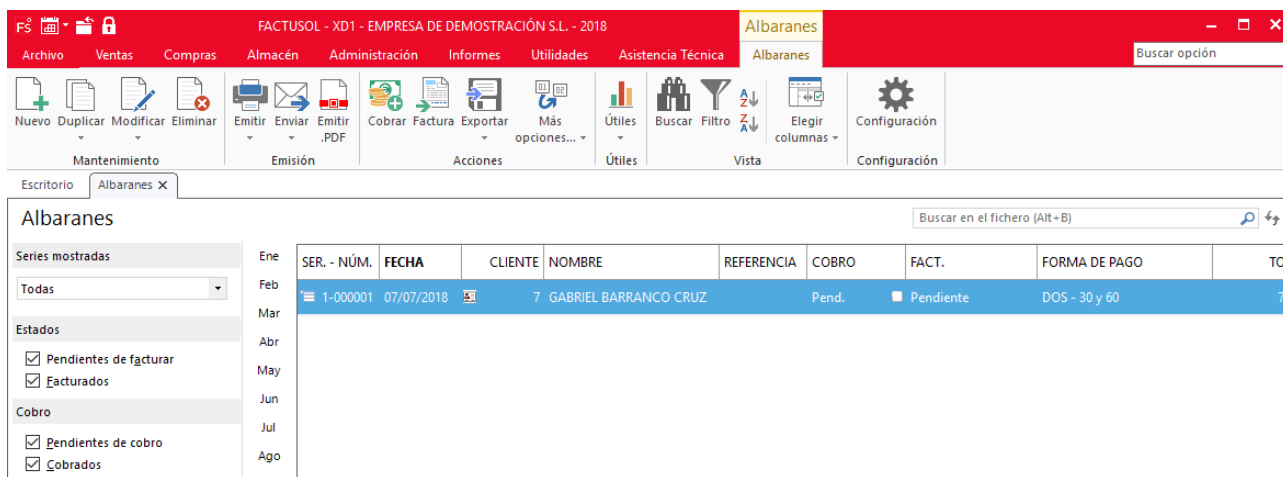 FS
FACTUSOL - XD1 - EMPRESA DE DEMOSTRACIÓN S.L. - 2018
Albaranes
Archivo Ventas Compras Almacén Administración Informes Utilidades Asistencia Técnica Albaranes
Buscar opción
Nuevo Duplicar Modificar Eliminar Emitir Enviar Emitir .PDF Cobrar Factura Exportar Más opciones... Útiles Buscar Filtro Elegir columnas Configuración
Mantenimiento Emisión Acciones Útiles Vista Configuración
Escritorio Albaranes
Albaranes
Buscar en el fichero (Alt+B)
Series mostradas
Todas
Estados
Pendientes de facturar
Facturados
Cobro
Pendientes de cobro
Cobrados
Ene
Feb
Mar
Abr
May
Jun
Jul
Ago
SER. - NÚM. FECHA CLIENTE NOMBRE REFERENCIA COBRO FACT. FORMA DE PAGO TO
1-000001 07/07/2018 7 GABRIEL BARRANCO CRUZ Pend. Pendiente DOS - 30 y 60 7